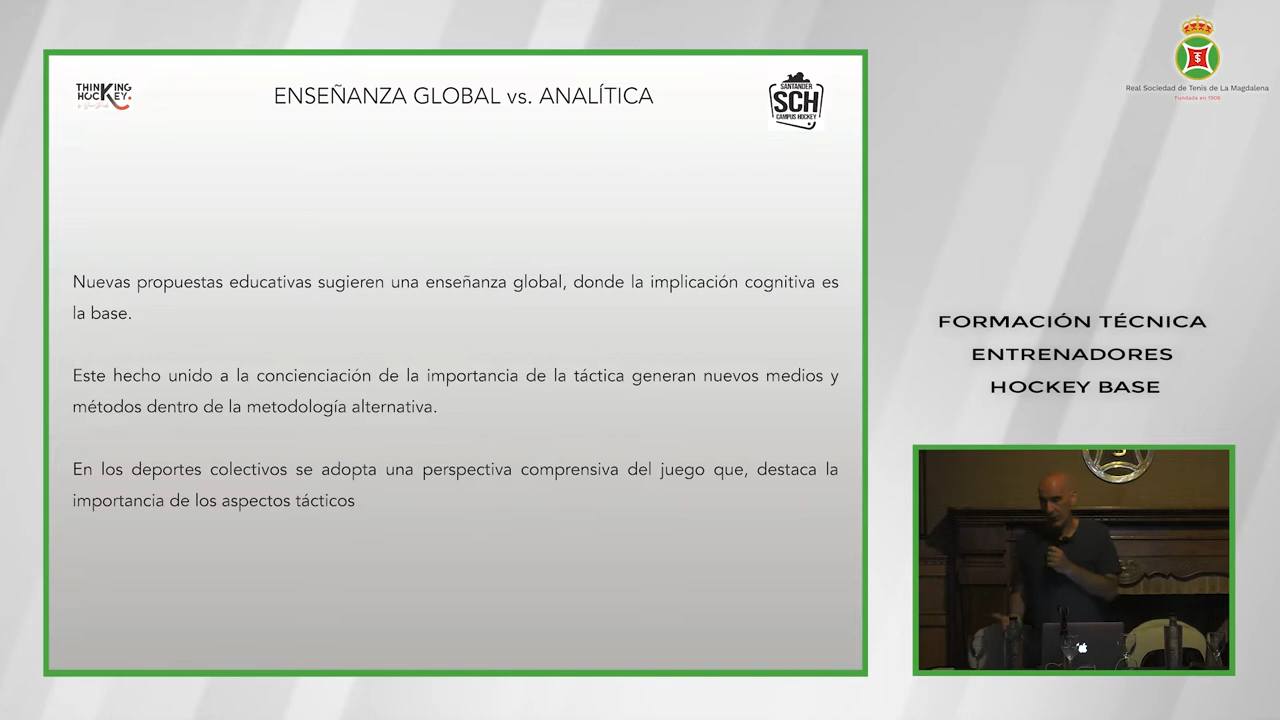 THINKING
HOCKEY.
ENSEÑANZA GLOBAL vs. ANALÍTICA
SANTANDER
SCH
CAMPUS HOCKEY
Real Sociedad de Tenis de La Magdalena
Fundada en 1906
Nuevas propuestas educativas sugieren una enseñanza global, donde la implicación cognitiva es
la base.
Este hecho unido a la concienciación de la importancia de la táctica generan nuevos medios y
métodos dentro de la metodología alternativa.
En los deportes colectivos se adopta una perspectiva comprensiva del juego que, destaca la
importancia de los aspectos tácticos
FORMACIÓN TÉCNICA
ENTRENADORES
HOCKEY BASE